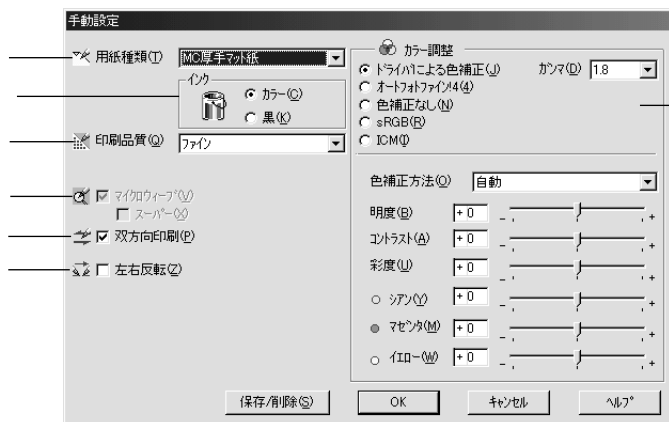 手動設定
用紙種類(T) MC厚手マット紙
インク
カラー(C)
黒(K)
印刷品質(Q) ファイン
マイクロウィーブ(V)
スーパー(X)
双方向印刷(P)
左右反転(Z)
カラー調整
ドライバによる色補正(J) ガンマ(D) 1.8
オートフォトファイン!4(4)
色補正なし(N)
sRGB(R)
ICM(I)
色補正方法(O) 自動
明度(B) +0 - +
コントラスト(A) +0 - +
彩度(U) +0 - +
シアン(Y) +0 - +
マゼンタ(M) +0 - +
イエロー(W) +0 - +
保存/削除(S) OK キャンセル ヘルプ